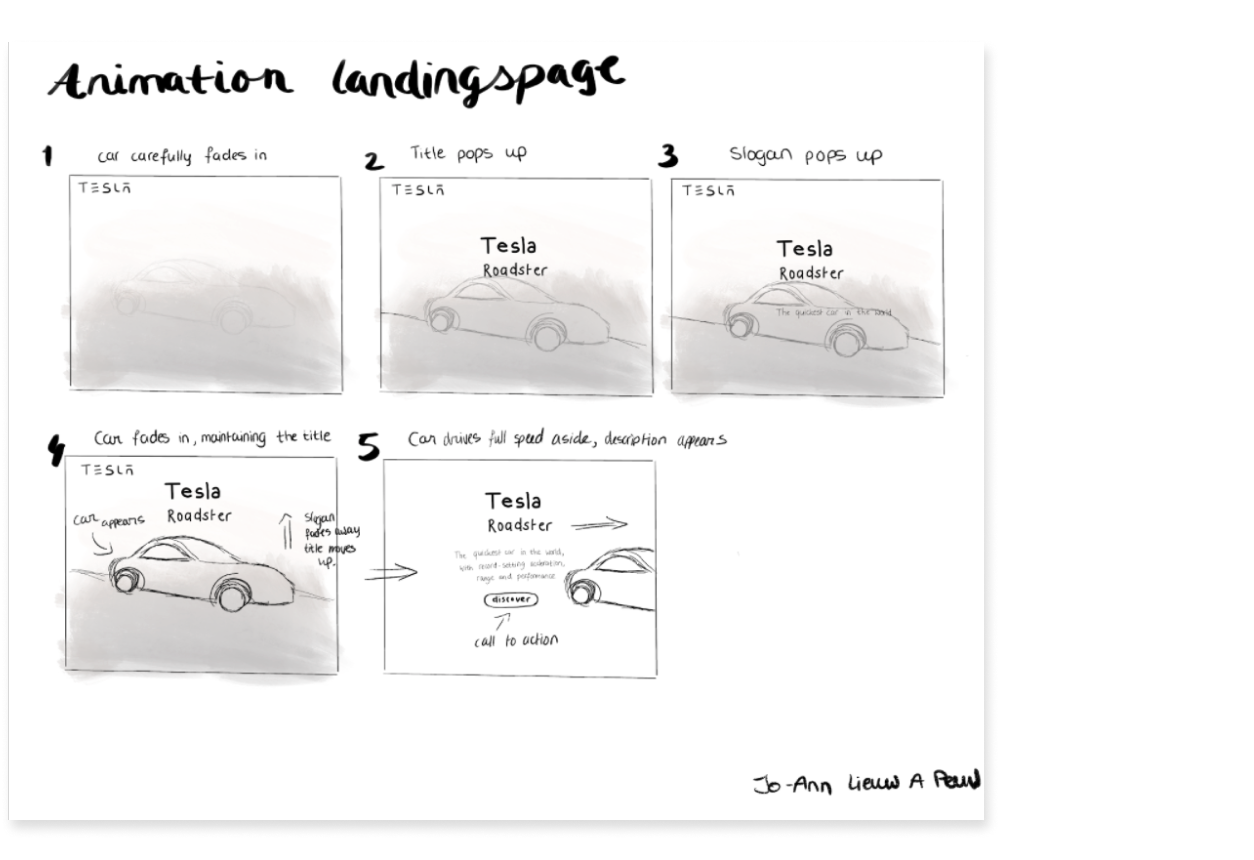 Animation landingspage
1 car carefully fades in
TESLA
2 Title pops up
TESLA
Tesla
Roadster
3 Slogan pops up
TESLA
Tesla
Roadster
The quickest car in the world
4 Car fades in, maintaining the title
TESLA
Tesla
Roadster
car appears
Slogan
fades away
title moves
up.
5 Car drives full speed aside, description appears
Tesla
Roadster
The quickest car in the world,
with record-setting acceleration,
range and performance
discover
call to action
Jo-Ann Lieuw A